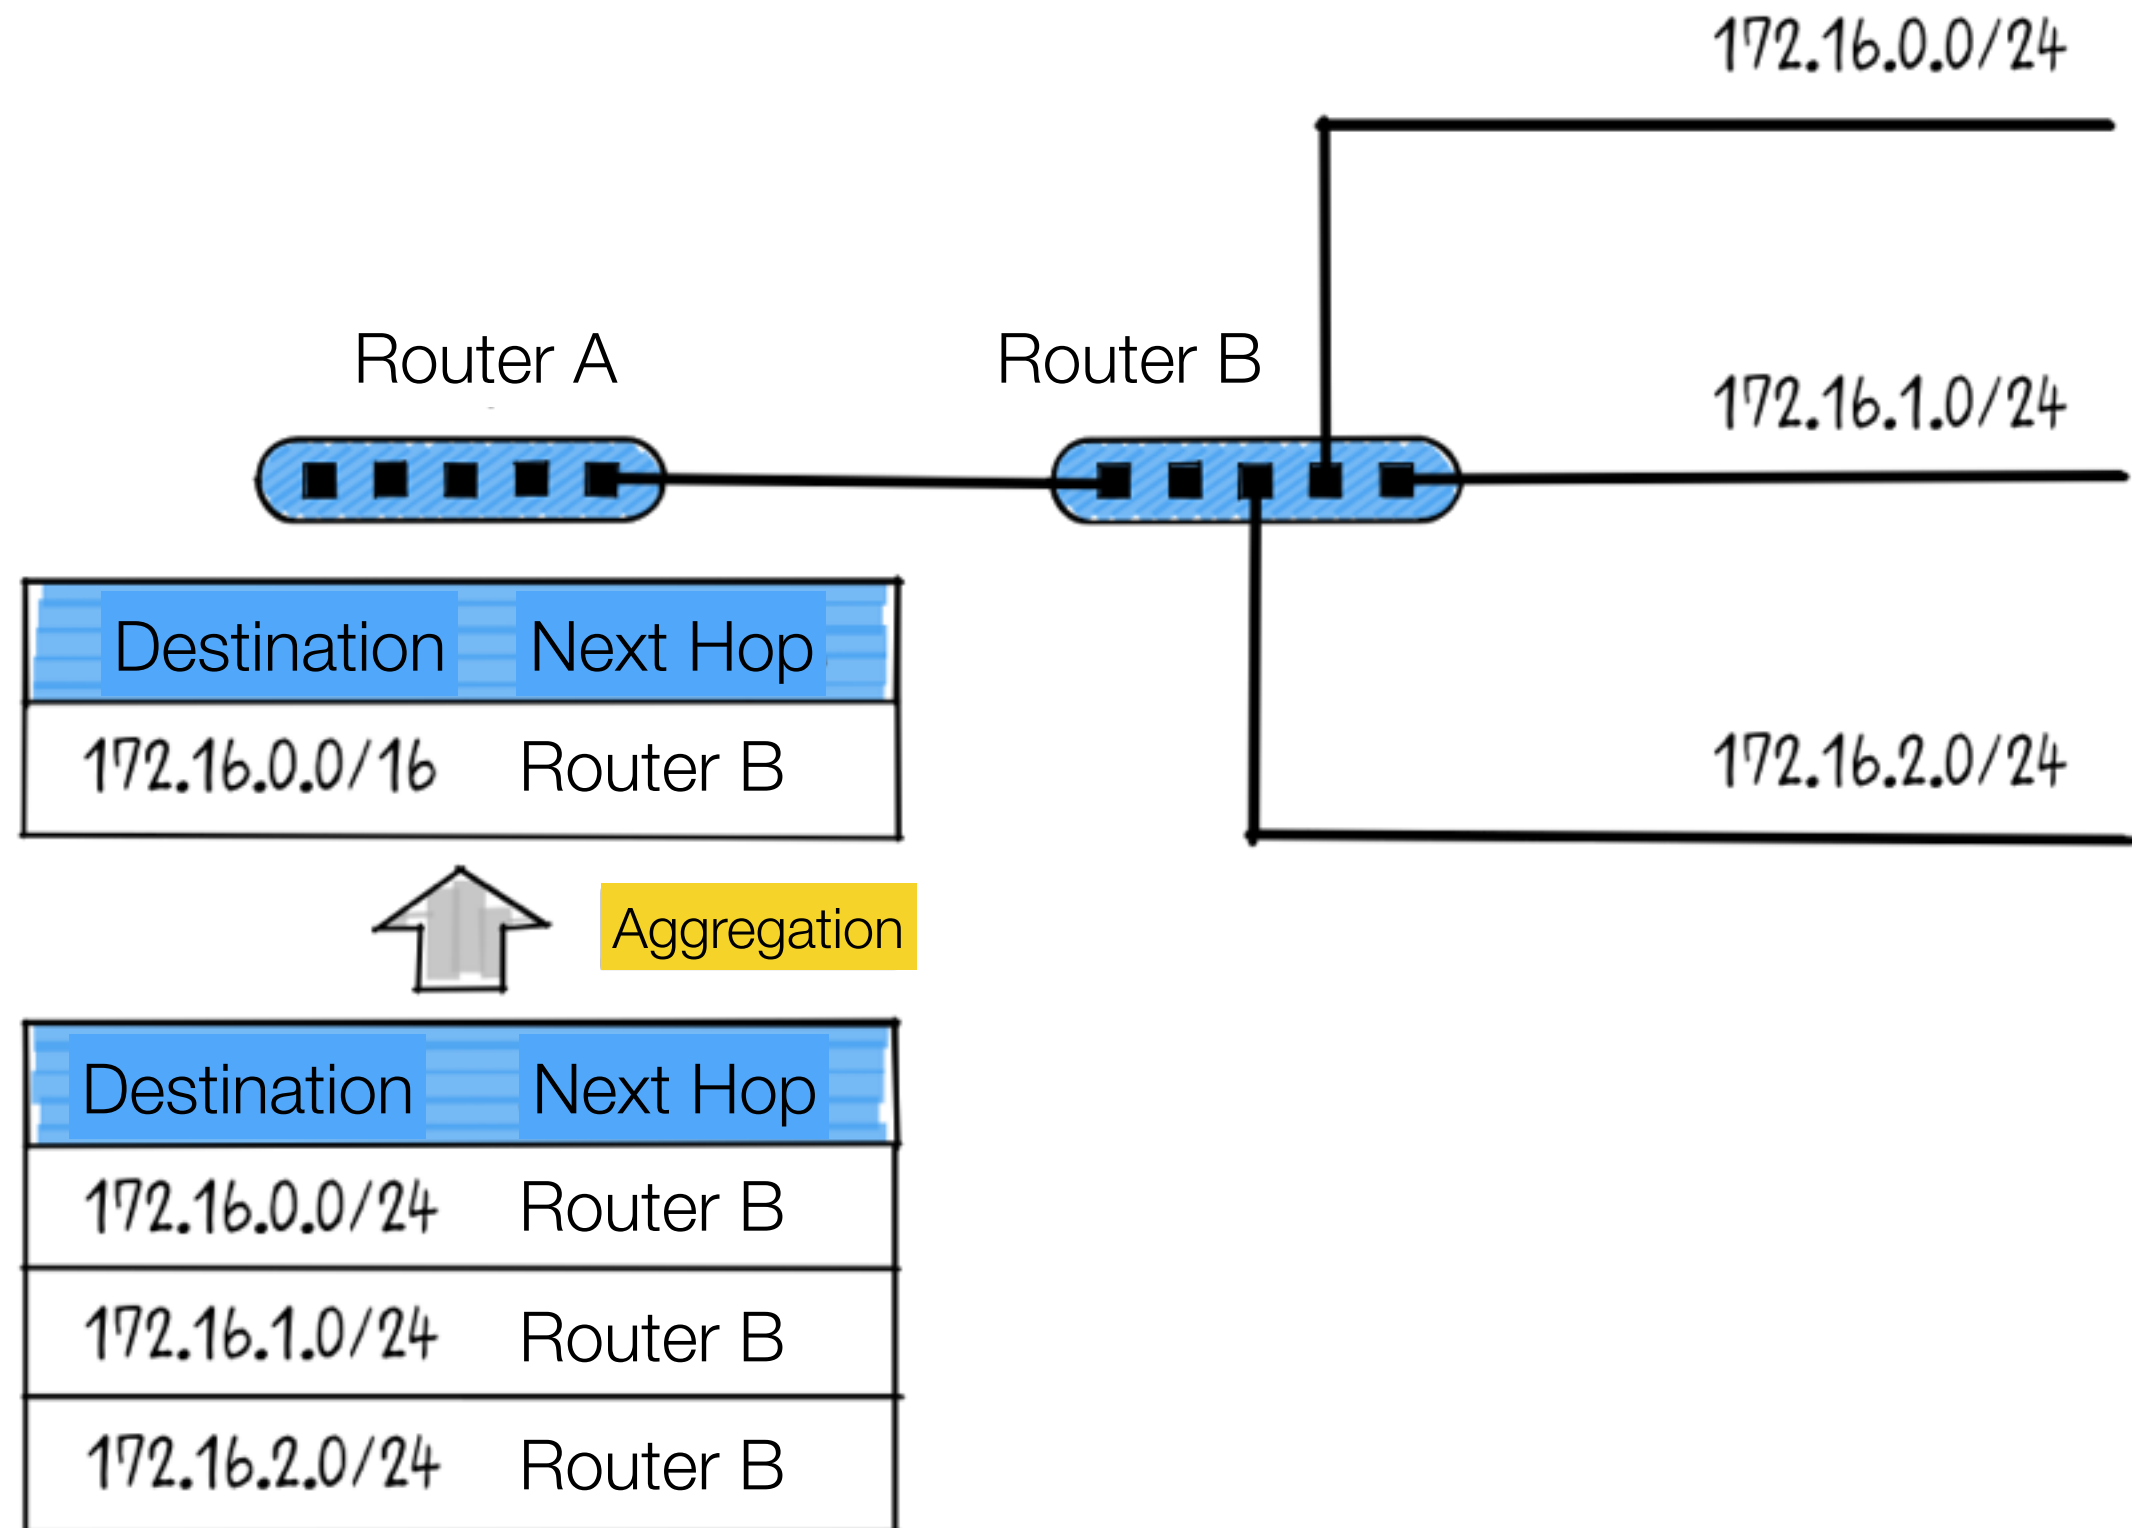 172.16.0.0/24
Router A
Router B
172.16.1.0/24
Destination Next Hop
172.16.0.0/16 Router B
172.16.2.0/24
Aggregation
Destination Next Hop
172.16.0.0/24 Router B
172.16.1.0/24 Router B
172.16.2.0/24 Router B